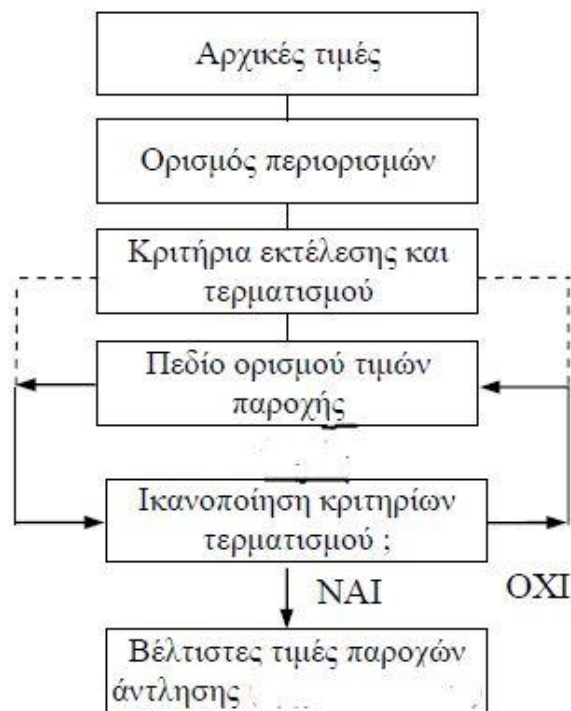 Αρχικές τιμές
Ορισμός περιορισμών
Κριτήρια εκτέλεσης και
τερματισμού
Πεδίο ορισμού τιμών
παροχής
Ικανοποίηση κριτηρίων
τερματισμού ;
ΝΑΙ
ΟΧΙ
Βέλτιστες τιμές παροχών
άντλησης